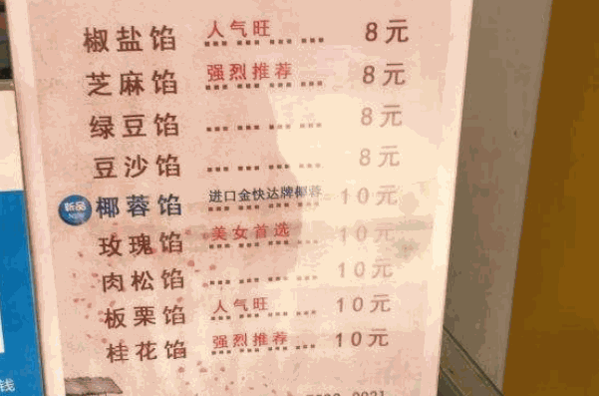 椒盐馅 人气旺 8元
芝麻馅 强烈推荐 8元
绿豆馅 8元
豆沙馅 8元
新品 NEW 椰蓉馅 进口金快达牌椰蓉 10元
玫瑰馅 美女首选 10元
肉松馅 10元
板栗馅 人气旺 10元
桂花馅 强烈推荐 10元
钱